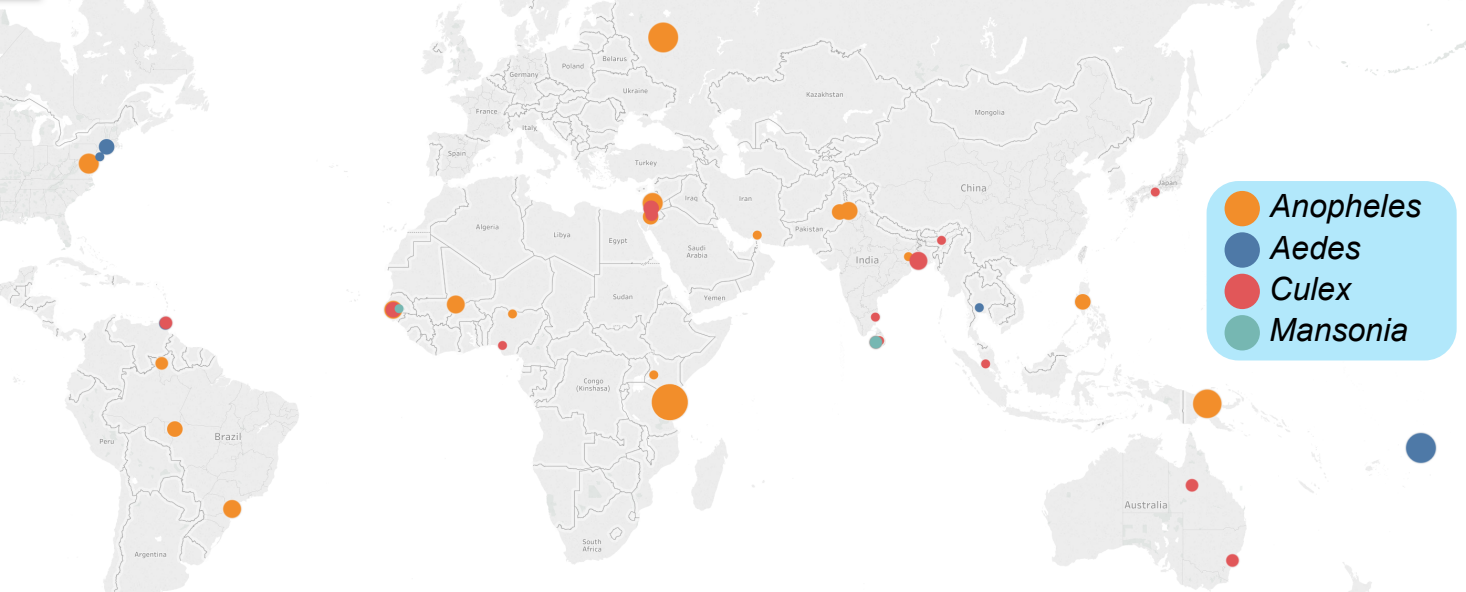 Belarus
Poland
Germany
Ukraine
Kazakhstan
France
Mongolia
Italy
Spain
Turkey
Japan
China
Iraq
Iran
Algeria
Libya
Egypt
Pakistan
Saudi
Arabia
India
Sudan
Yemen
Congo
(Kinshasa)
Peru
Brazil
Australia
South
Africa
Argentina
Anopheles
Aedes
Culex
Mansonia